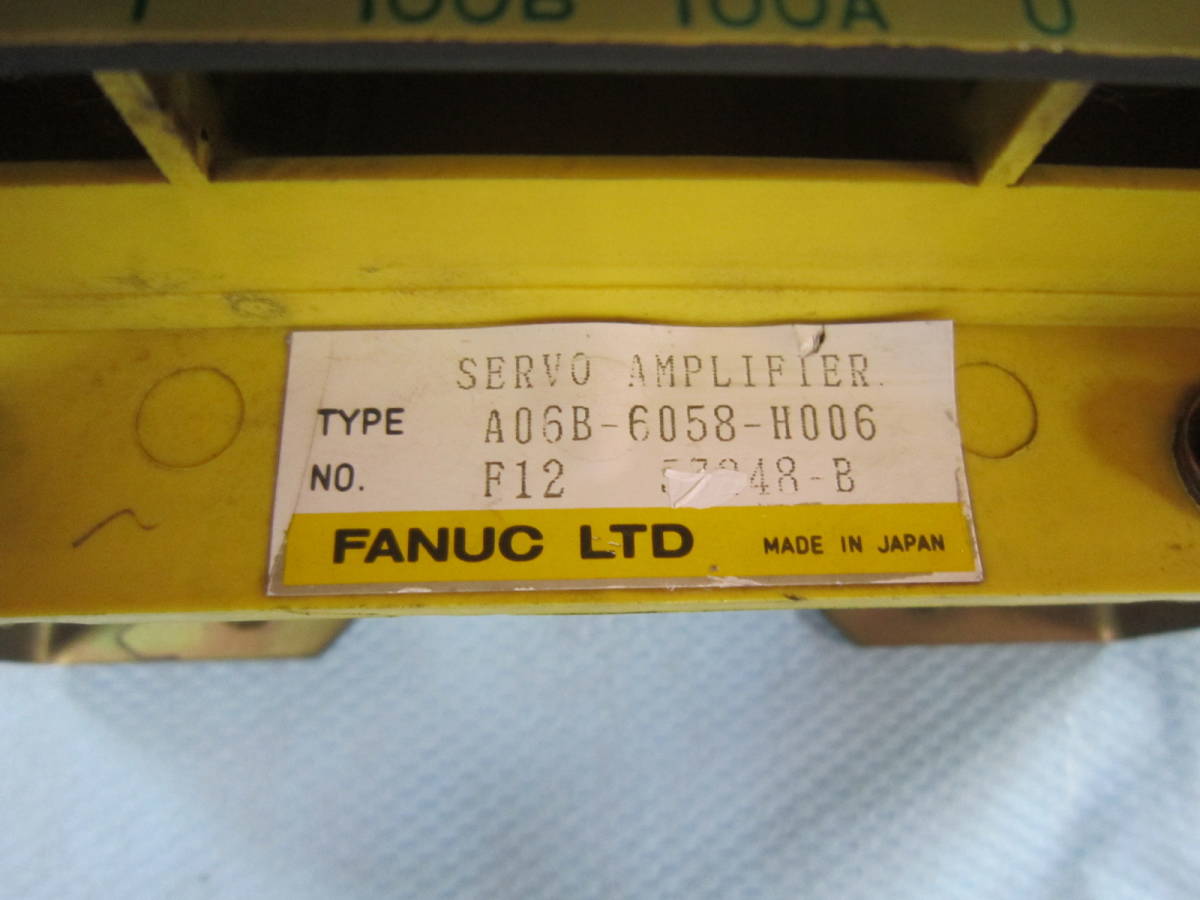 100B 100A U
SERVO AMPLIFIER.
TYPE A06B-6058-H006
NO. F12
FANUC LTD MADE IN JAPAN